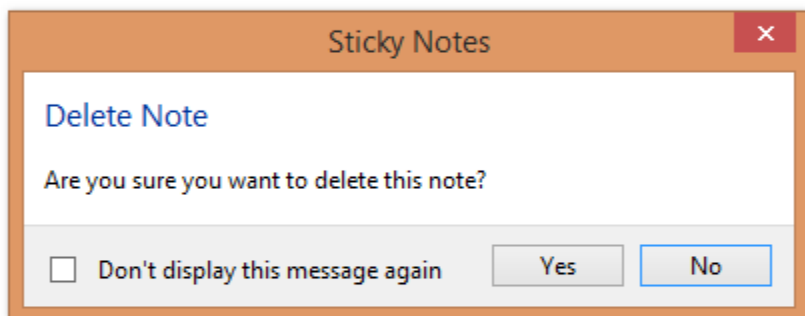 Sticky Notes
Delete Note
Are you sure you want to delete this note?
Don't display this message again
Yes
No